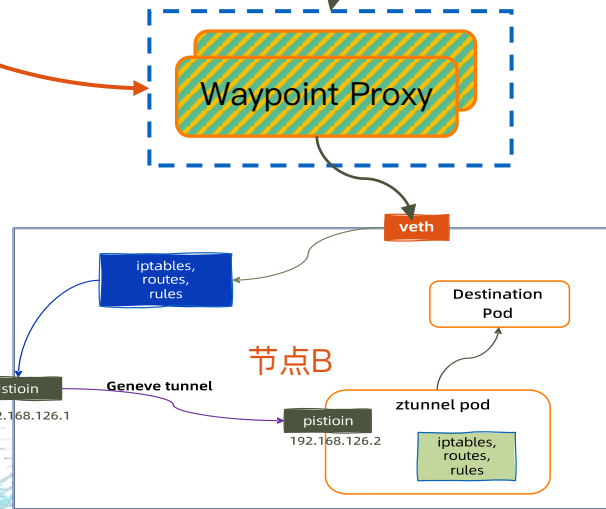 Waypoint Proxy
veth
iptables,
routes,
rules
Destination
Pod
节点B
stioin
Geneve tunnel
2.168.126.1
ztunnel pod
pistioin
192.168.126.2
iptables,
routes,
rules